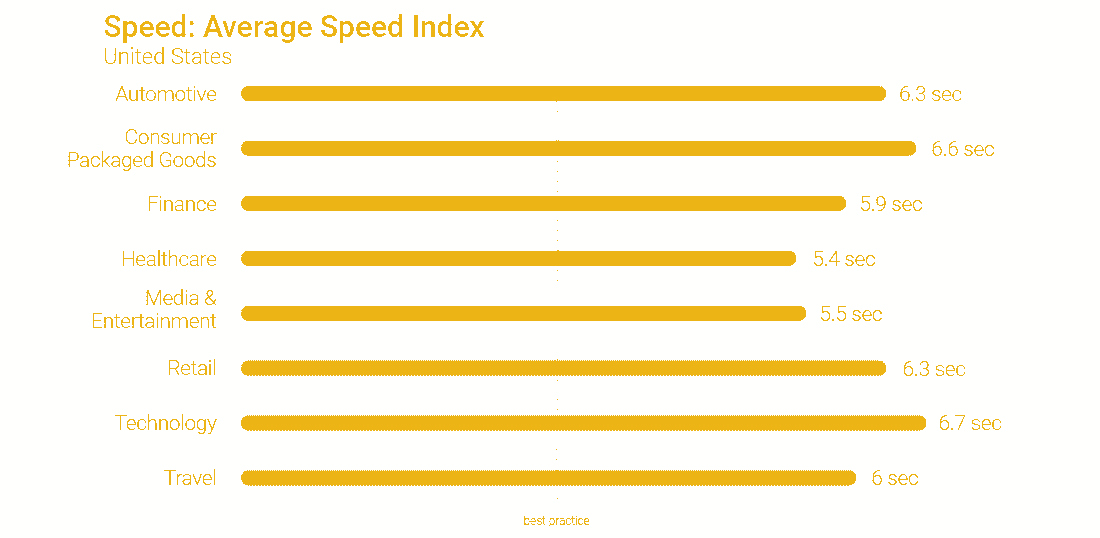 Speed: Average Speed Index
United States
Automotive 6.3 sec
Consumer
Packaged Goods 6.6 sec
Finance 5.9 sec
Healthcare 5.4 sec
Media &
Entertainment 5.5 sec
Retail 6.3 sec
Technology 6.7 sec
Travel 6 sec
best practice